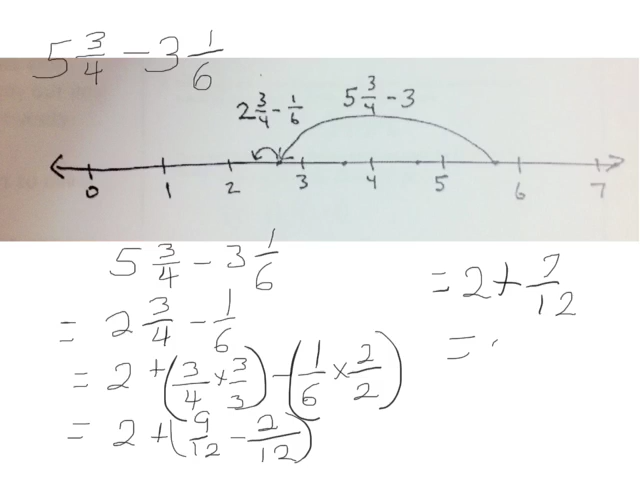 5 3/4 - 3 1/6
2 3/4 - 1/6
5 3/4 - 3
0 1 2 3 4 5 6 7
5 3/4 - 3 1/6
= 2 3/4 - 1/6
= 2 + (3/4 × 3/3) - (1/6 × 2/2)
= 2 + (9/12 - 2/12)
= 2 + 7/12
=